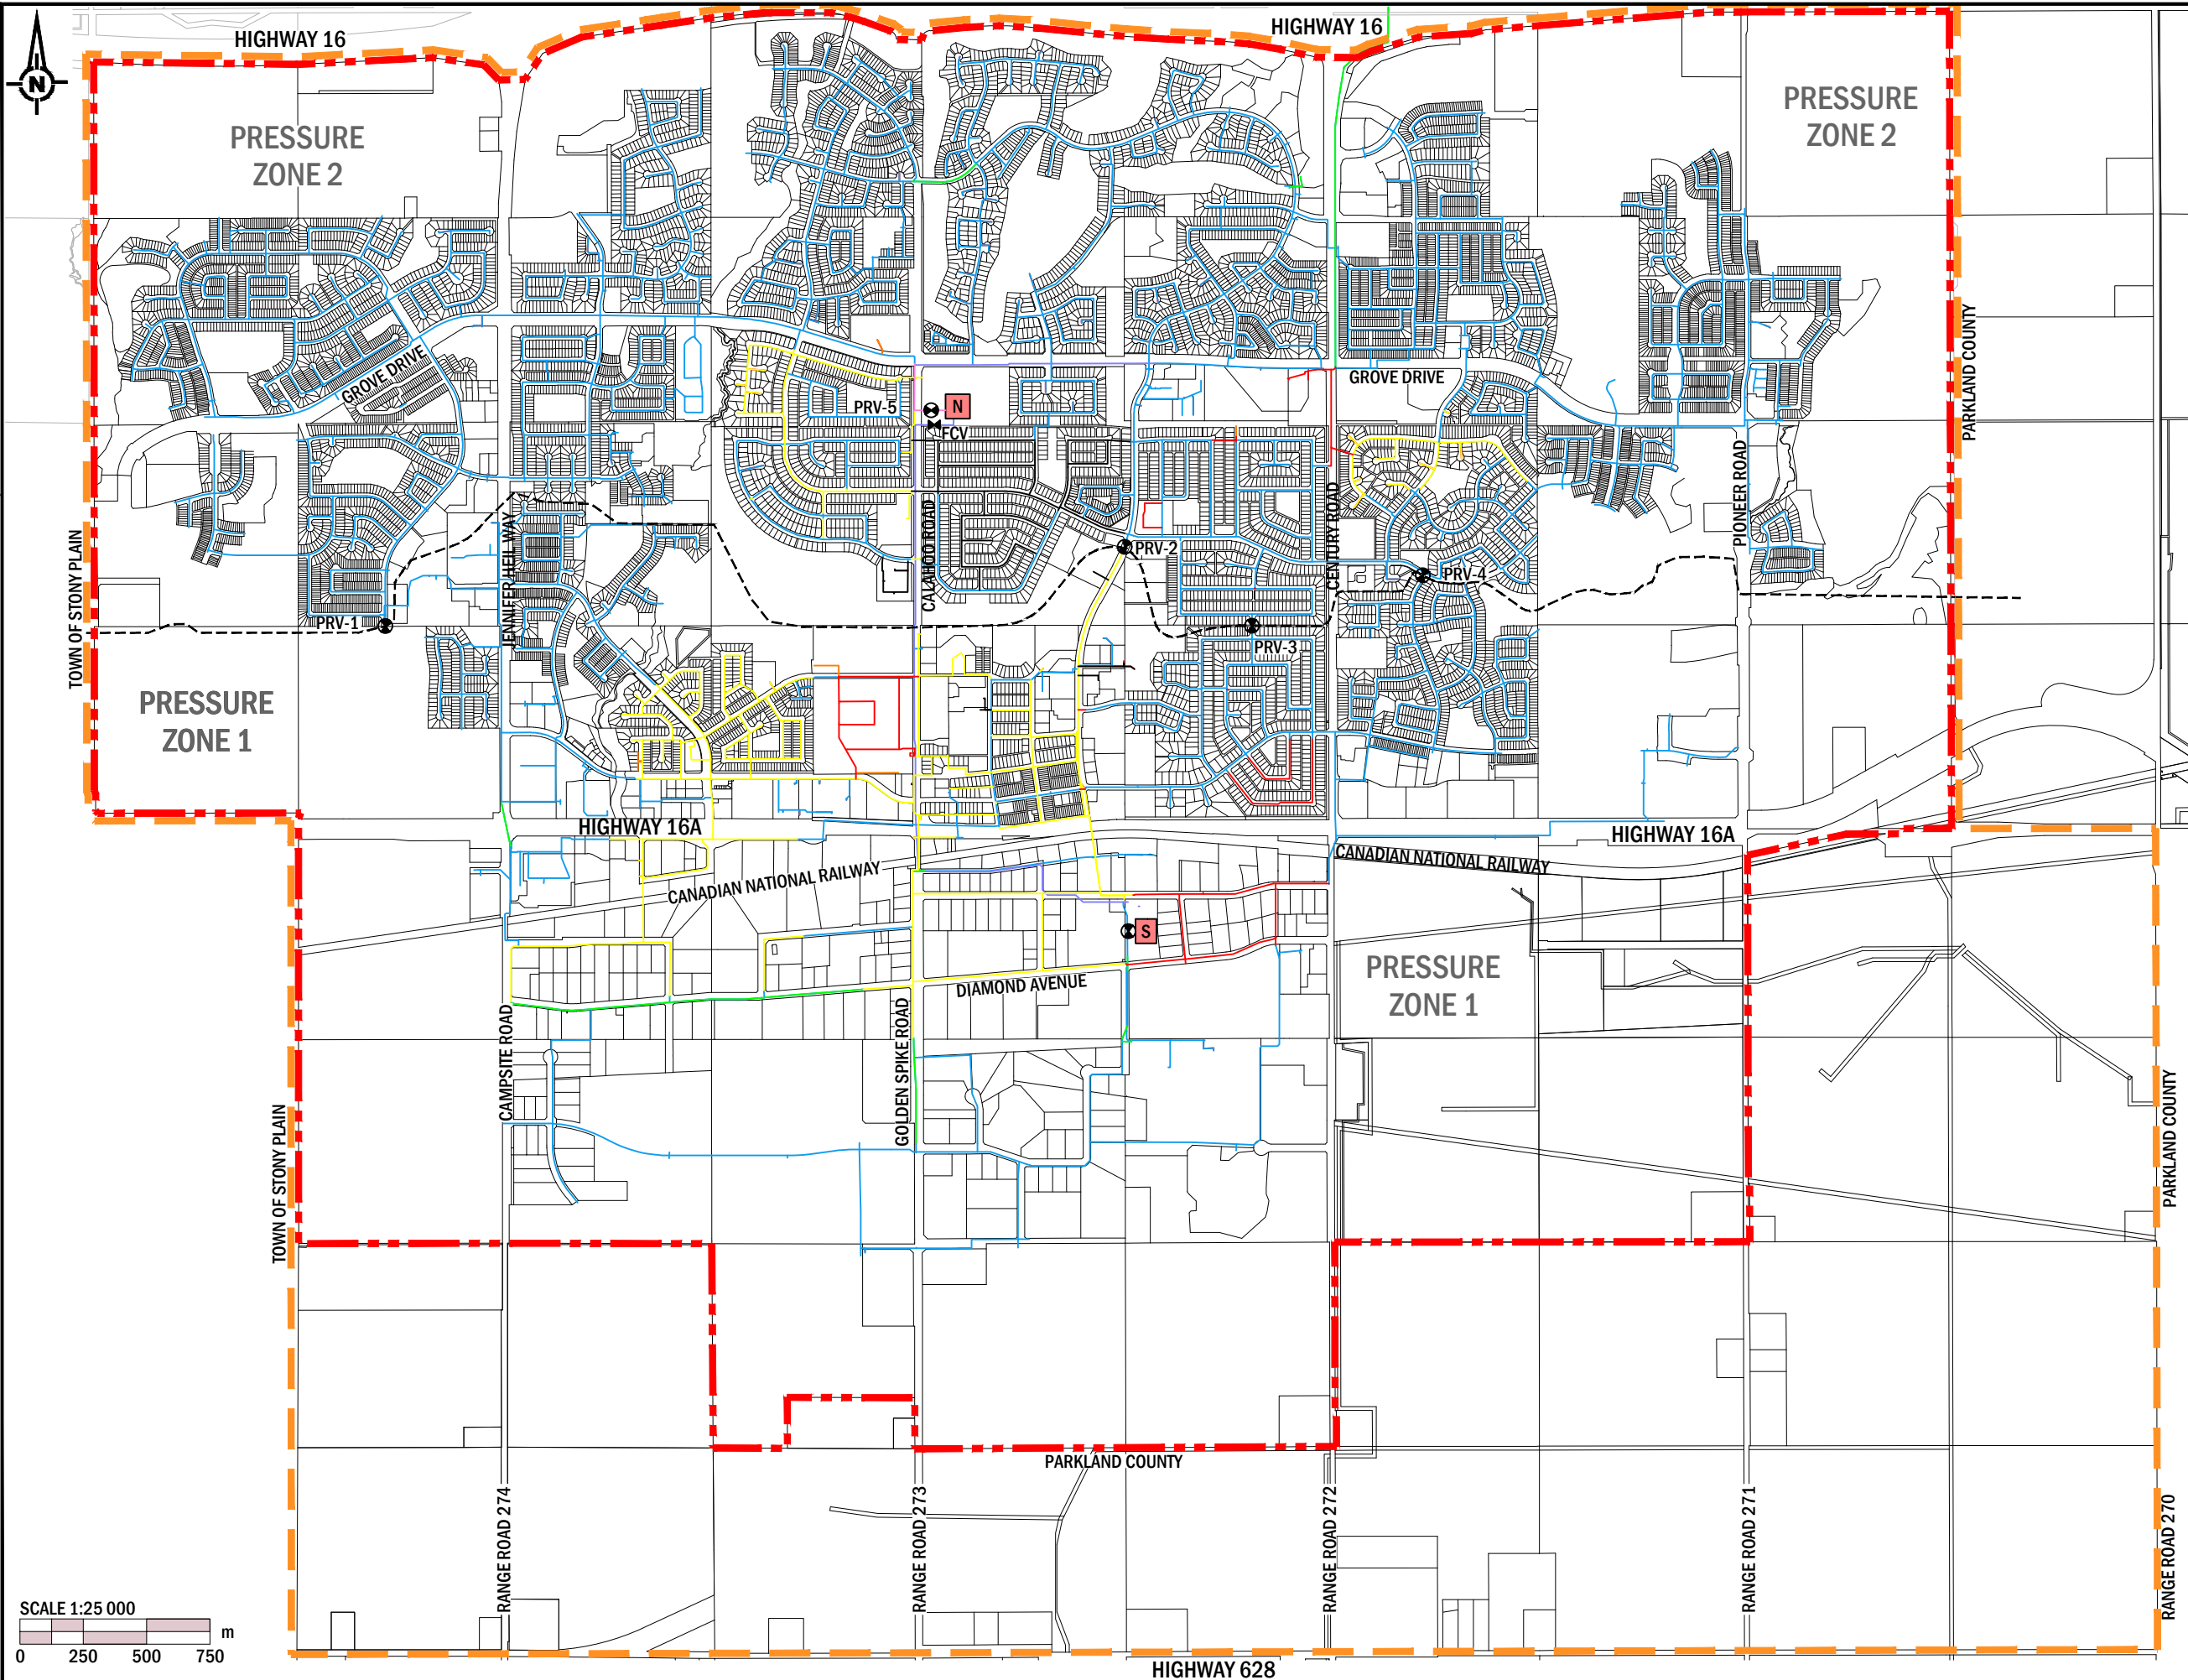 HIGHWAY 16
HIGHWAY 16
N
PRESSURE
ZONE 2
PRESSURE
ZONE 2
GROVE DRIVE
GROVE DRIVE
PARKLAND COUNTY
PRV-5
N
FCV
PIONEER ROAD
TOWN OF STONY PLAIN
JENNIFER HEIL WAY
CALAHOO ROAD
CENTURY ROAD
PRV-2
PRV-4
PRV-1
PRV-3
PRESSURE
ZONE 1
HIGHWAY 16A
HIGHWAY 16A
CANADIAN NATIONAL RAILWAY
CANADIAN NATIONAL RAILWAY
S
PRESSURE
ZONE 1
DIAMOND AVENUE
CAMPSITE ROAD
GOLDEN SPIKE ROAD
TOWN OF STONY PLAIN
PARKLAND COUNTY
PARKLAND COUNTY
RANGE ROAD 274
RANGE ROAD 273
RANGE ROAD 272
RANGE ROAD 271
RANGE ROAD 270
SCALE 1:25 000
m
0 250 500 750
HIGHWAY 628